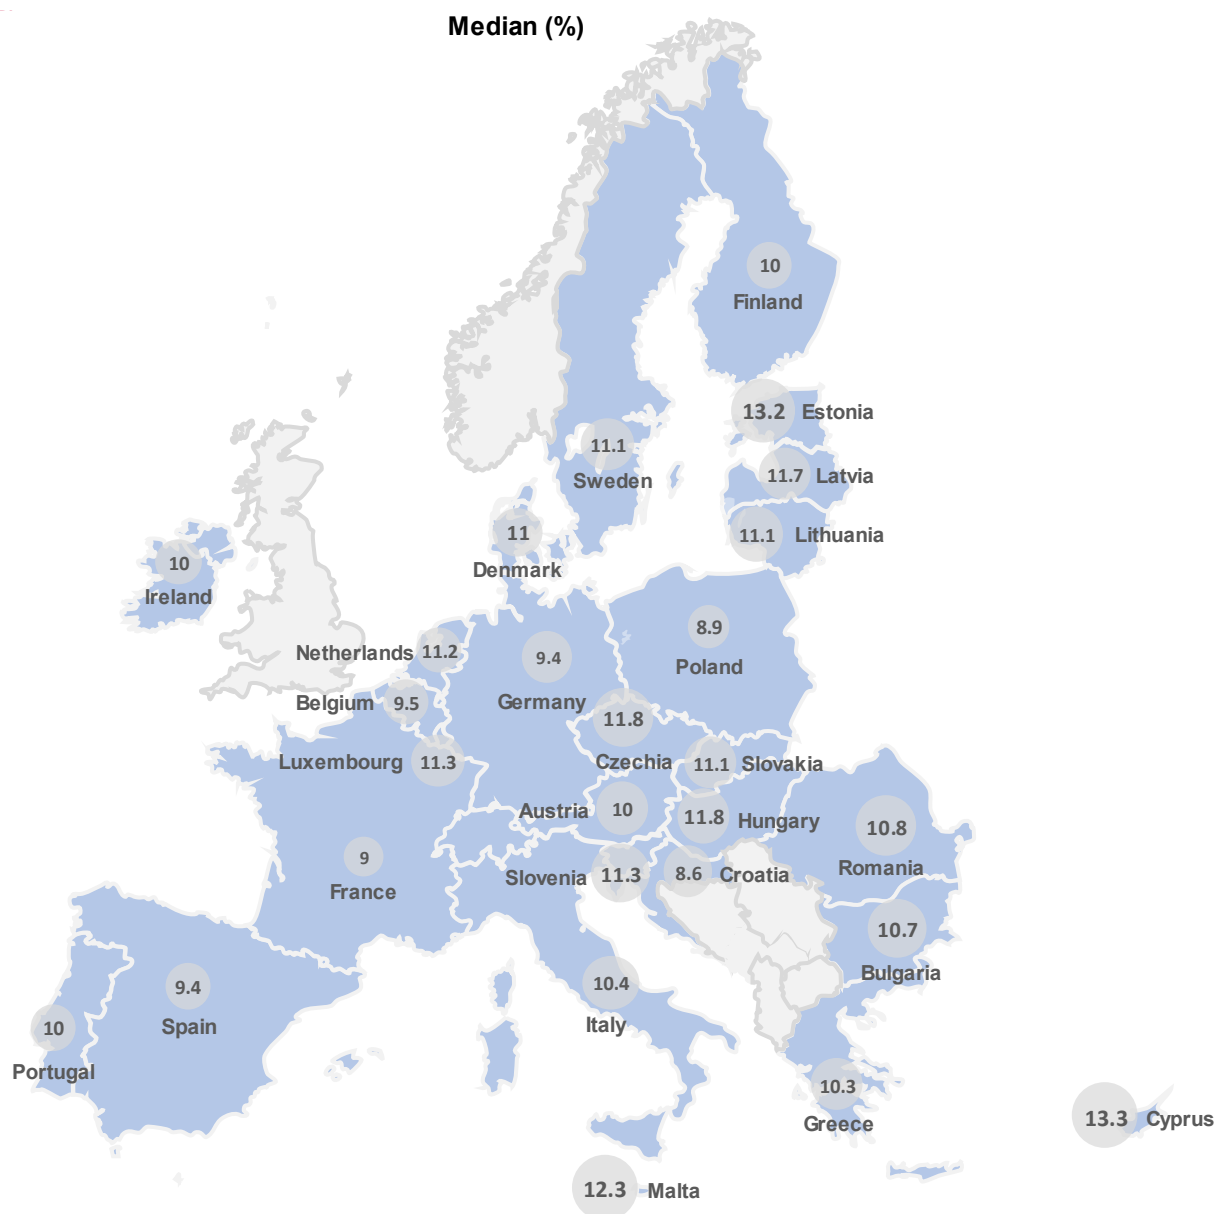 Median (%)
10
Finland
13.2 Estonia
11.1
Sweden
11.7 Latvia
11.1 Lithuania
11
Denmark
10
Ireland
8.9
Poland
Netherlands 11.2
9.4
Germany
Belgium 9.5
11.8
Czechia
Luxembourg 11.3
11.1 Slovakia
Austria 10
11.8 Hungary
10.8
Romania
9
France
Slovenia 11.3
8.6 Croatia
10.7
Bulgaria
9.4
Spain
10.4
Italy
10
Portugal
10.3
Greece
13.3 Cyprus
12.3 Malta